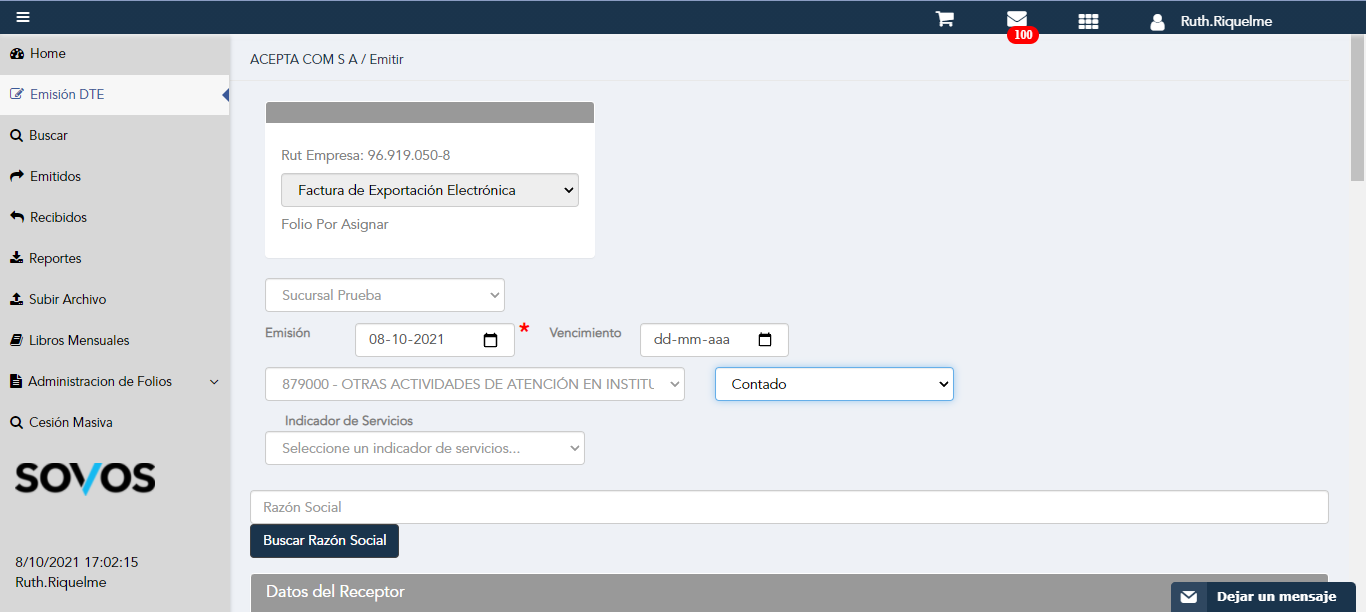 100
Ruth.Riquelme
Home
Emisión DTE
Buscar
Emitidos
Recibidos
Reportes
Subir Archivo
Libros Mensuales
Administracion de Folios
Cesión Masiva
SOVOS
8/10/2021 17:02:15
Ruth.Riquelme
ACEPTA COM S A / Emitir
Rut Empresa: 96.919.050-8
Factura de Exportación Electrónica
Folio Por Asignar
Sucursal Prueba
Emisión 08-10-2021 * Vencimiento dd-mm-aaa
879000 - OTRAS ACTIVIDADES DE ATENCIÓN EN INSTITU Contado
Indicador de Servicios
Seleccione un indicador de servicios...
Razón Social
Buscar Razón Social
Datos del Receptor
Dejar un mensaje